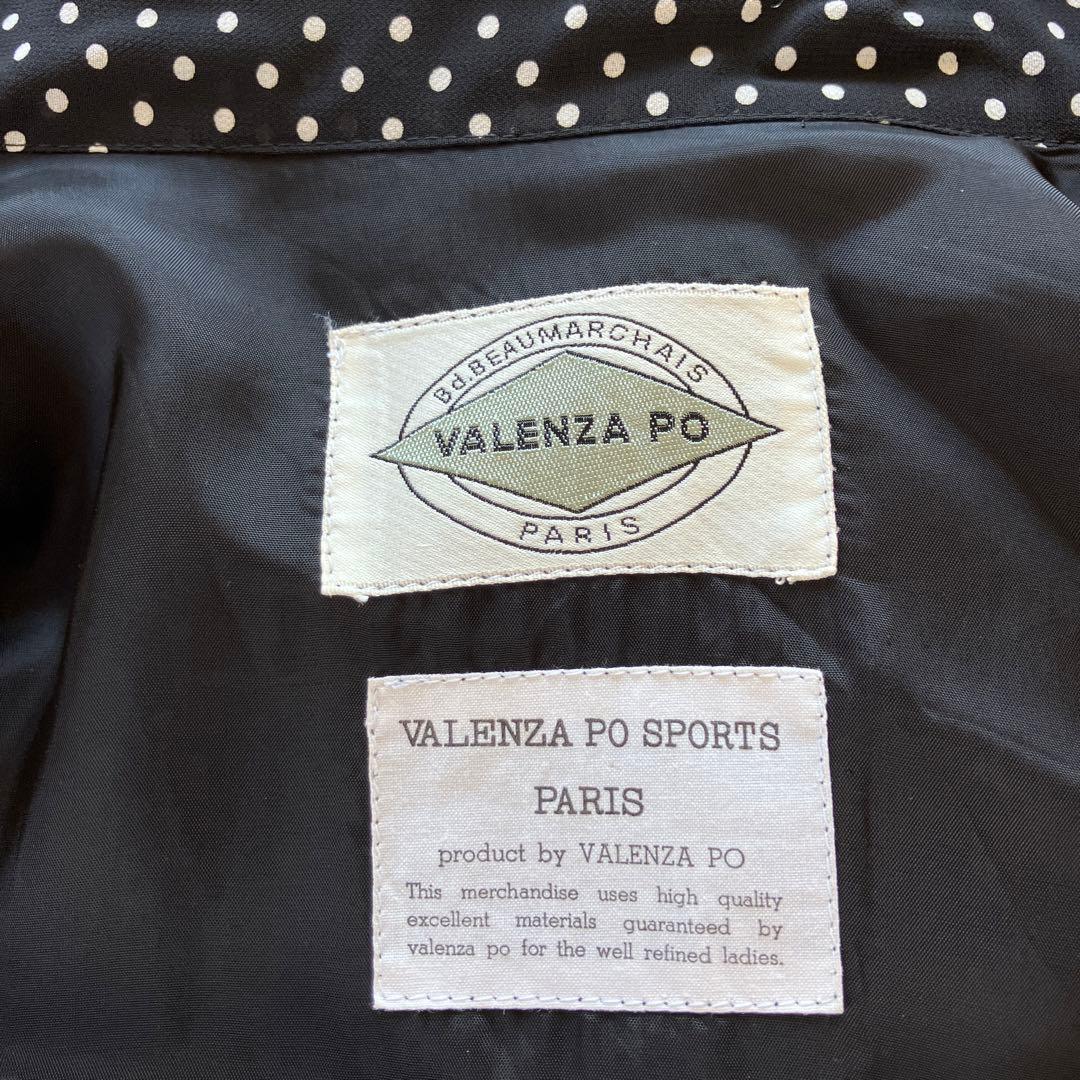 Bd.BEAUMARCHAIS
VALENZA PO
PARIS
VALENZA PO SPORTS
PARIS
product by VALENZA PO
This merchandise uses high quality
excellent materials guaranteed by
valenza po for the well refined ladies.